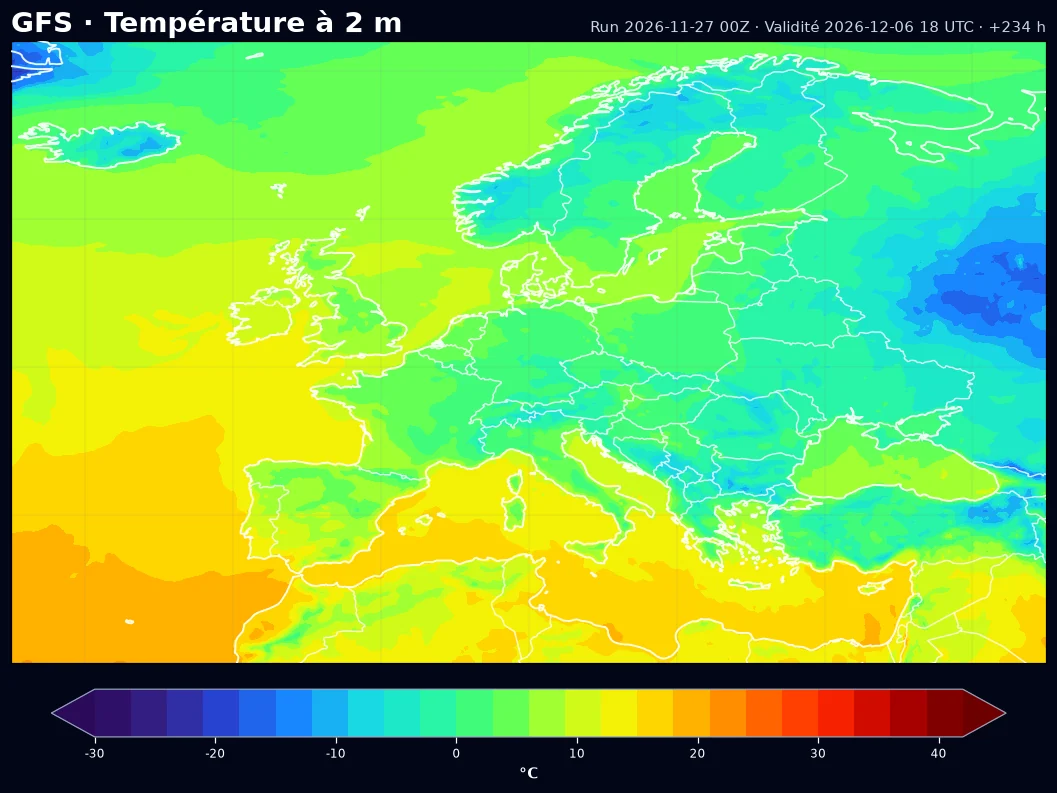 GFS · Température à 2 m
Run 2026-11-27 00Z · Validité 2026-12-06 18 UTC · +234 h
-30 -20 -10 0 10 20 30 40
°C